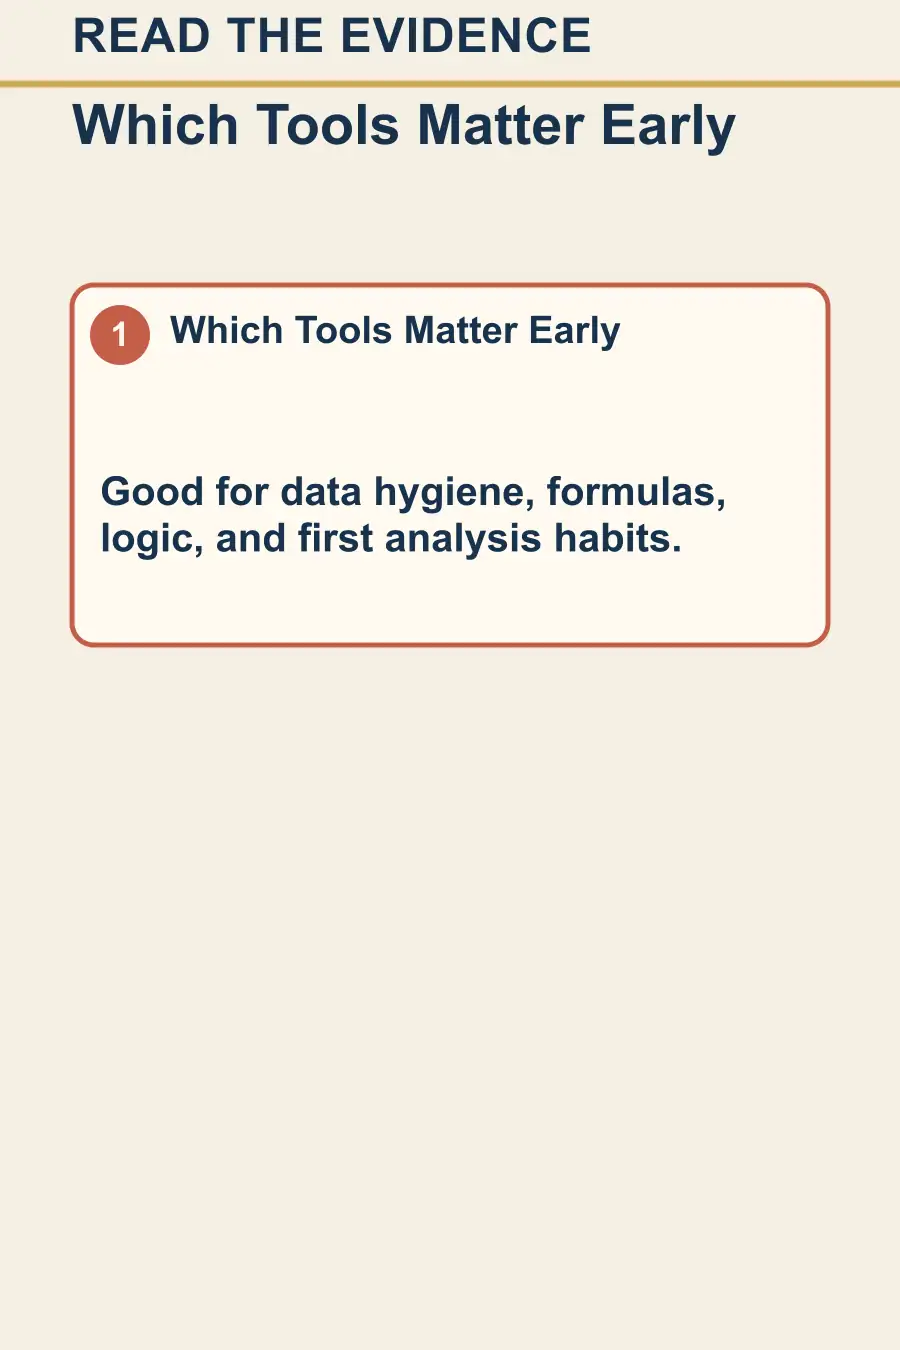 READ THE EVIDENCE
Which Tools Matter Early
1 Which Tools Matter Early
Good for data hygiene, formulas,
logic, and first analysis habits.